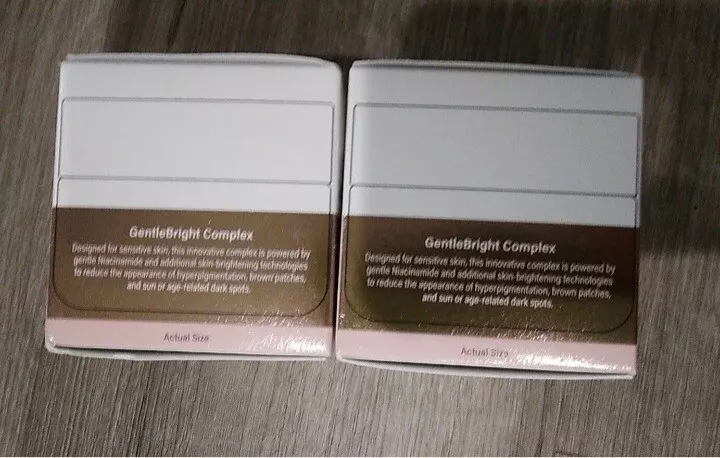 GentleBright Complex
Designed for sensitive skin, this innovative complex is powered by
gentle Niacinamide and additional skin-brightening technologies
to reduce the appearance of hyperpigmentation, brown patches,
and sun or age-related dark spots.
Actual Size
GentleBright Complex
Designed for sensitive skin, this innovative complex is powered by
gentle Niacinamide and additional skin-brightening technologies
to reduce the appearance of hyperpigmentation, brown patches,
and sun or age-related dark spots.
Actual Size